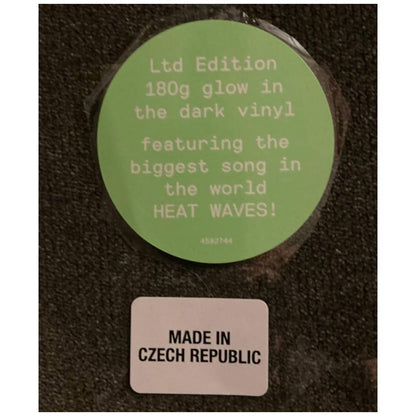 Ltd Edition
180g glow in
the dark vinyl
featuring the
biggest song in
the world
HEAT WAVES!
4582744
MADE IN
CZECH REPUBLIC